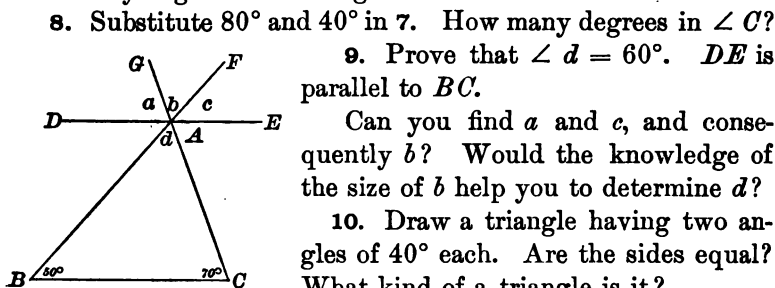 8. Substitute 80° and 40° in 7. How many degrees in ∠ C?
9. Prove that ∠ d = 60°. DE is
parallel to BC.
Can you find a and c, and conse-
quently b? Would the knowledge of
the size of b help you to determine d?
10. Draw a triangle having two an-
gles of 40° each. Are the sides equal?
What kind of a triangle is it?
G F
a b c
D E
d A
B 50° 70° C